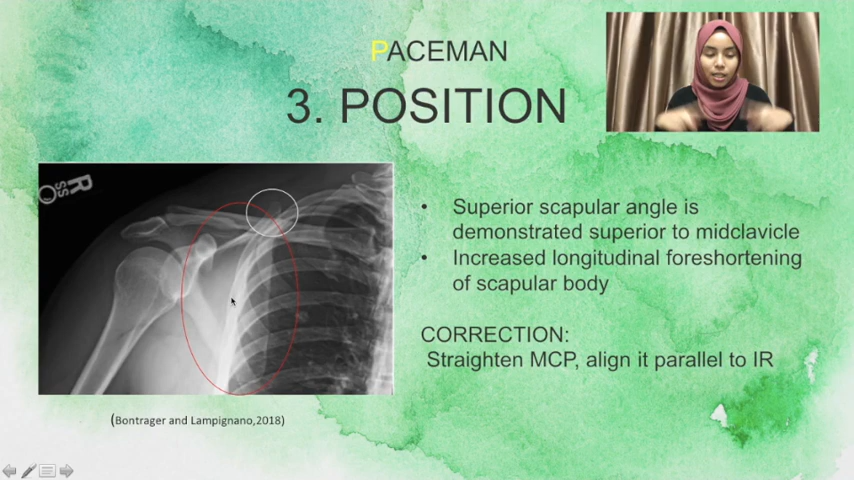 PACEMAN
3. POSITION
R
SS
• Superior scapular angle is
demonstrated superior to midclavicle
• Increased longitudinal foreshortening
of scapular body
CORRECTION:
Straighten MCP, align it parallel to IR
(Bontrager and Lampignano,2018)